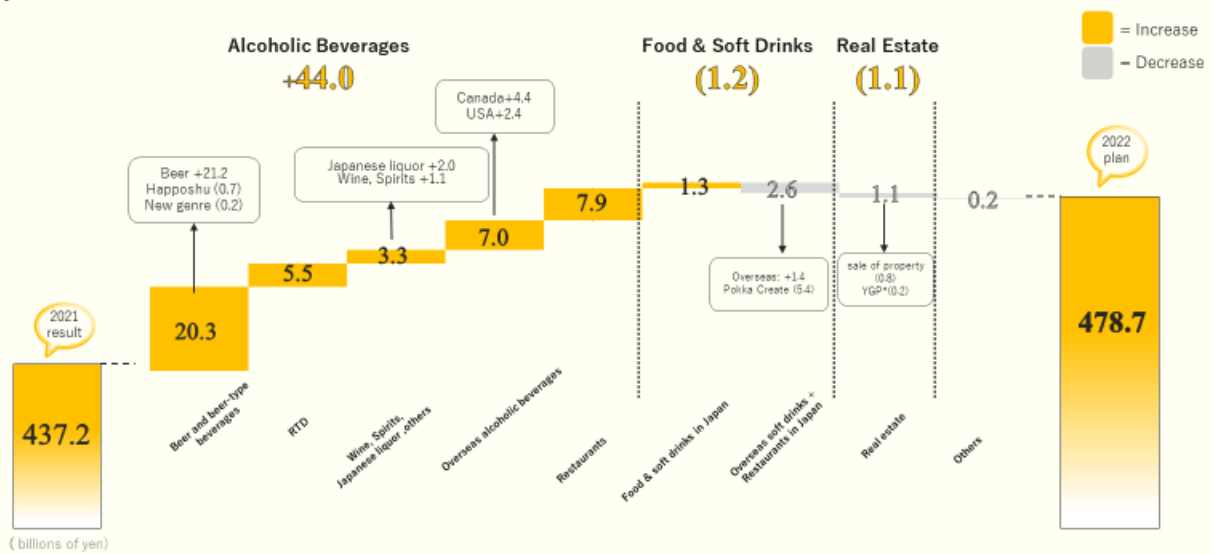 = Increase
= Decrease
Alcoholic Beverages
+44.0
Food & Soft Drinks
(1.2)
Real Estate
(1.1)
Canada+4.4
USA+2.4
Japanese liquor +2.0
Wine, Spirits +1.1
Beer +21.2
Happoshu (0.7)
New genre (0.2)
2022
plan
2021
result
437.2
20.3
5.5
3.3
7.0
7.9
1.3
2.6
1.1
0.2
478.7
Overseas: +1.4
Pokka Create (5.4)
sale of property
(0.8)
YGP*(0.2)
Beer and beer-type
beverages
RTD
Wine, Spirits,
Japanese liquor ,others
Overseas alcoholic beverages
Restaurants
Food & soft drinks in Japan
Overseas soft drinks +
Restaurants in Japan
Real estate
Others
( billions of yen)